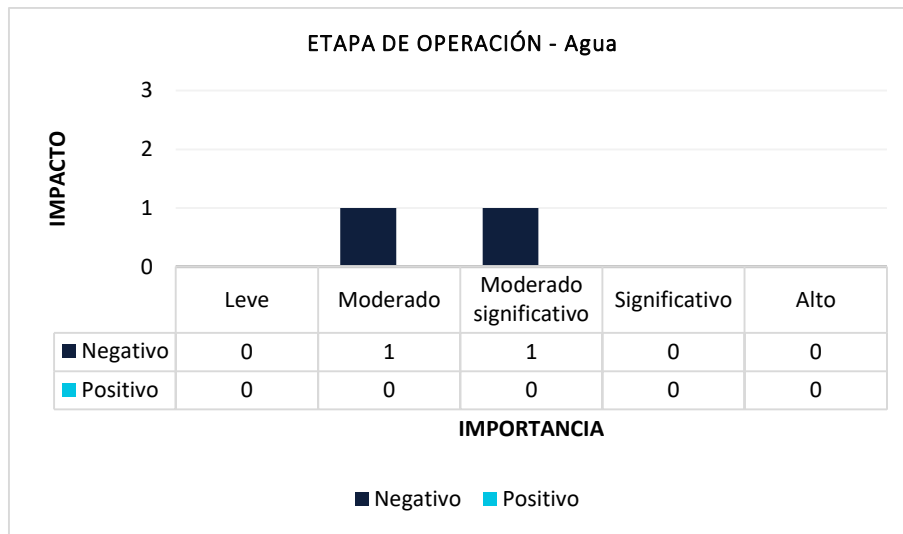 ETAPA DE OPERACIÓN - Agua
IMPACTO
3
2
1
0
Leve Moderado Moderado significativo Significativo Alto
Negativo 0 1 1 0 0
Positivo 0 0 0 0 0
IMPORTANCIA
Negativo Positivo